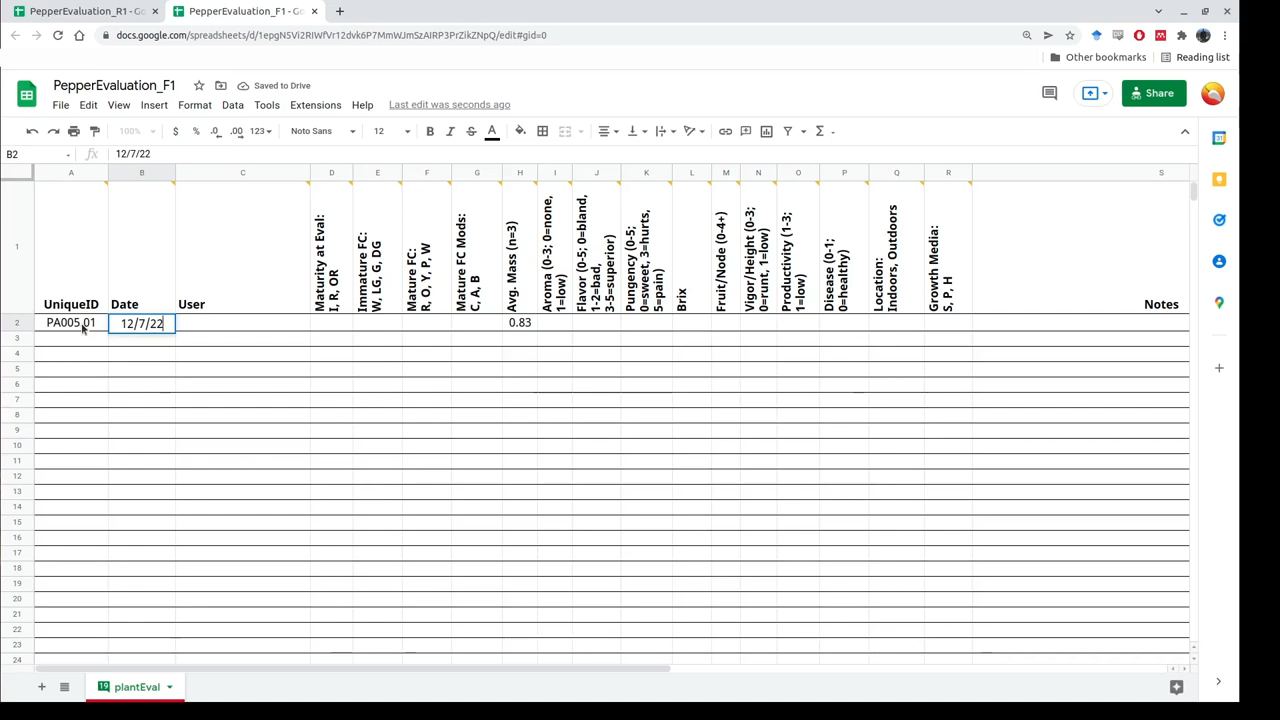 PepperEvaluation_R1 - Go
PepperEvaluation_F1 - Go
docs.google.com/spreadsheets/d/1epgN5Vi2RIWfVr12dvk6P7MmWJmSzAIRP3PrZikZNpQ/edit#gid=0
Other bookmarks
Reading list
PepperEvaluation_F1
Saved to Drive
File Edit View Insert Format Data Tools Extensions Help Last edit was seconds ago
Share
100% $ % .0 .00 123 Noto Sans 12 B I S A
B2 fx 12/7/22
A B C D E F G H I J K L M N O P Q R S
1
UniqueID
Date
User
Maturity at Eval:
I, R, OR
Immature FC:
W, LG, G, DG
Mature FC:
R, O, Y, P, W
Mature FC Mods:
C, A, B
Avg. Mass (n=3)
Aroma (0-3; 0=none,
1=low)
Flavor (0-5; 0=bland,
1-2=bad,
3-5=superior)
Pungency (0-5;
0=sweet, 3=hurts,
5=pain)
Brix
Fruit/Node (0-4+)
Vigor/Height (0-3;
0=runt, 1=low)
Productivity (1-3;
1=low)
Disease (0-1;
0=healthy)
Location:
Indoors, Outdoors
Growth Media:
S, P, H
Notes
2 PA005.01 12/7/22 0.83
3
4
5
6
7
8
9
10
11
12
13
14
15
16
17
18
19
20
21
22
23
24
19 plantEval
31